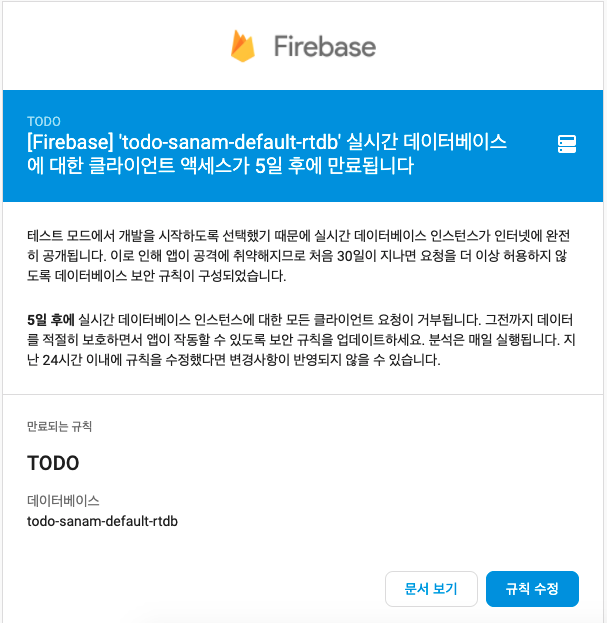 Firebase
TODO
[Firebase] 'todo-sanam-default-rtdb' 실시간 데이터베이스
에 대한 클라이언트 액세스가 5일 후에 만료됩니다
테스트 모드에서 개발을 시작하도록 선택했기 때문에 실시간 데이터베이스 인스턴스가 인터넷에 완전
히 공개됩니다. 이로 인해 앱이 공격에 취약해지므로 처음 30일이 지나면 요청을 더 이상 허용하지 않
도록 데이터베이스 보안 규칙이 구성되었습니다.
5일 후에 실시간 데이터베이스 인스턴스에 대한 모든 클라이언트 요청이 거부됩니다. 그전까지 데이터
를 적절히 보호하면서 앱이 작동할 수 있도록 보안 규칙을 업데이트하세요. 분석은 매일 실행됩니다. 지
난 24시간 이내에 규칙을 수정했다면 변경사항이 반영되지 않을 수 있습니다.
만료되는 규칙
TODO
데이터베이스
todo-sanam-default-rtdb
문서 보기
규칙 수정